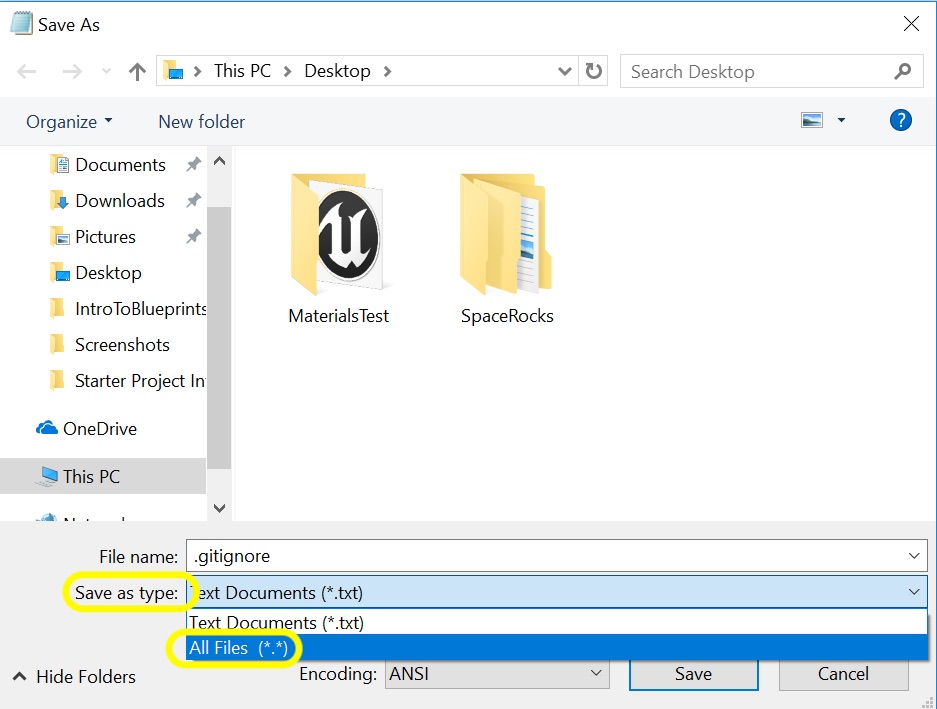 Save As
This PC
Desktop
Search Desktop
Organize
New folder
?
Documents
Downloads
Pictures
Desktop
IntroToBlueprints
Screenshots
Starter Project In
OneDrive
This PC
MaterialsTest
SpaceRocks
File name: .gitignore
Save as type: Text Documents (*.txt)
Text Documents (*.txt)
All Files (*.*)
Hide Folders
Encoding: ANSI
Save
Cancel